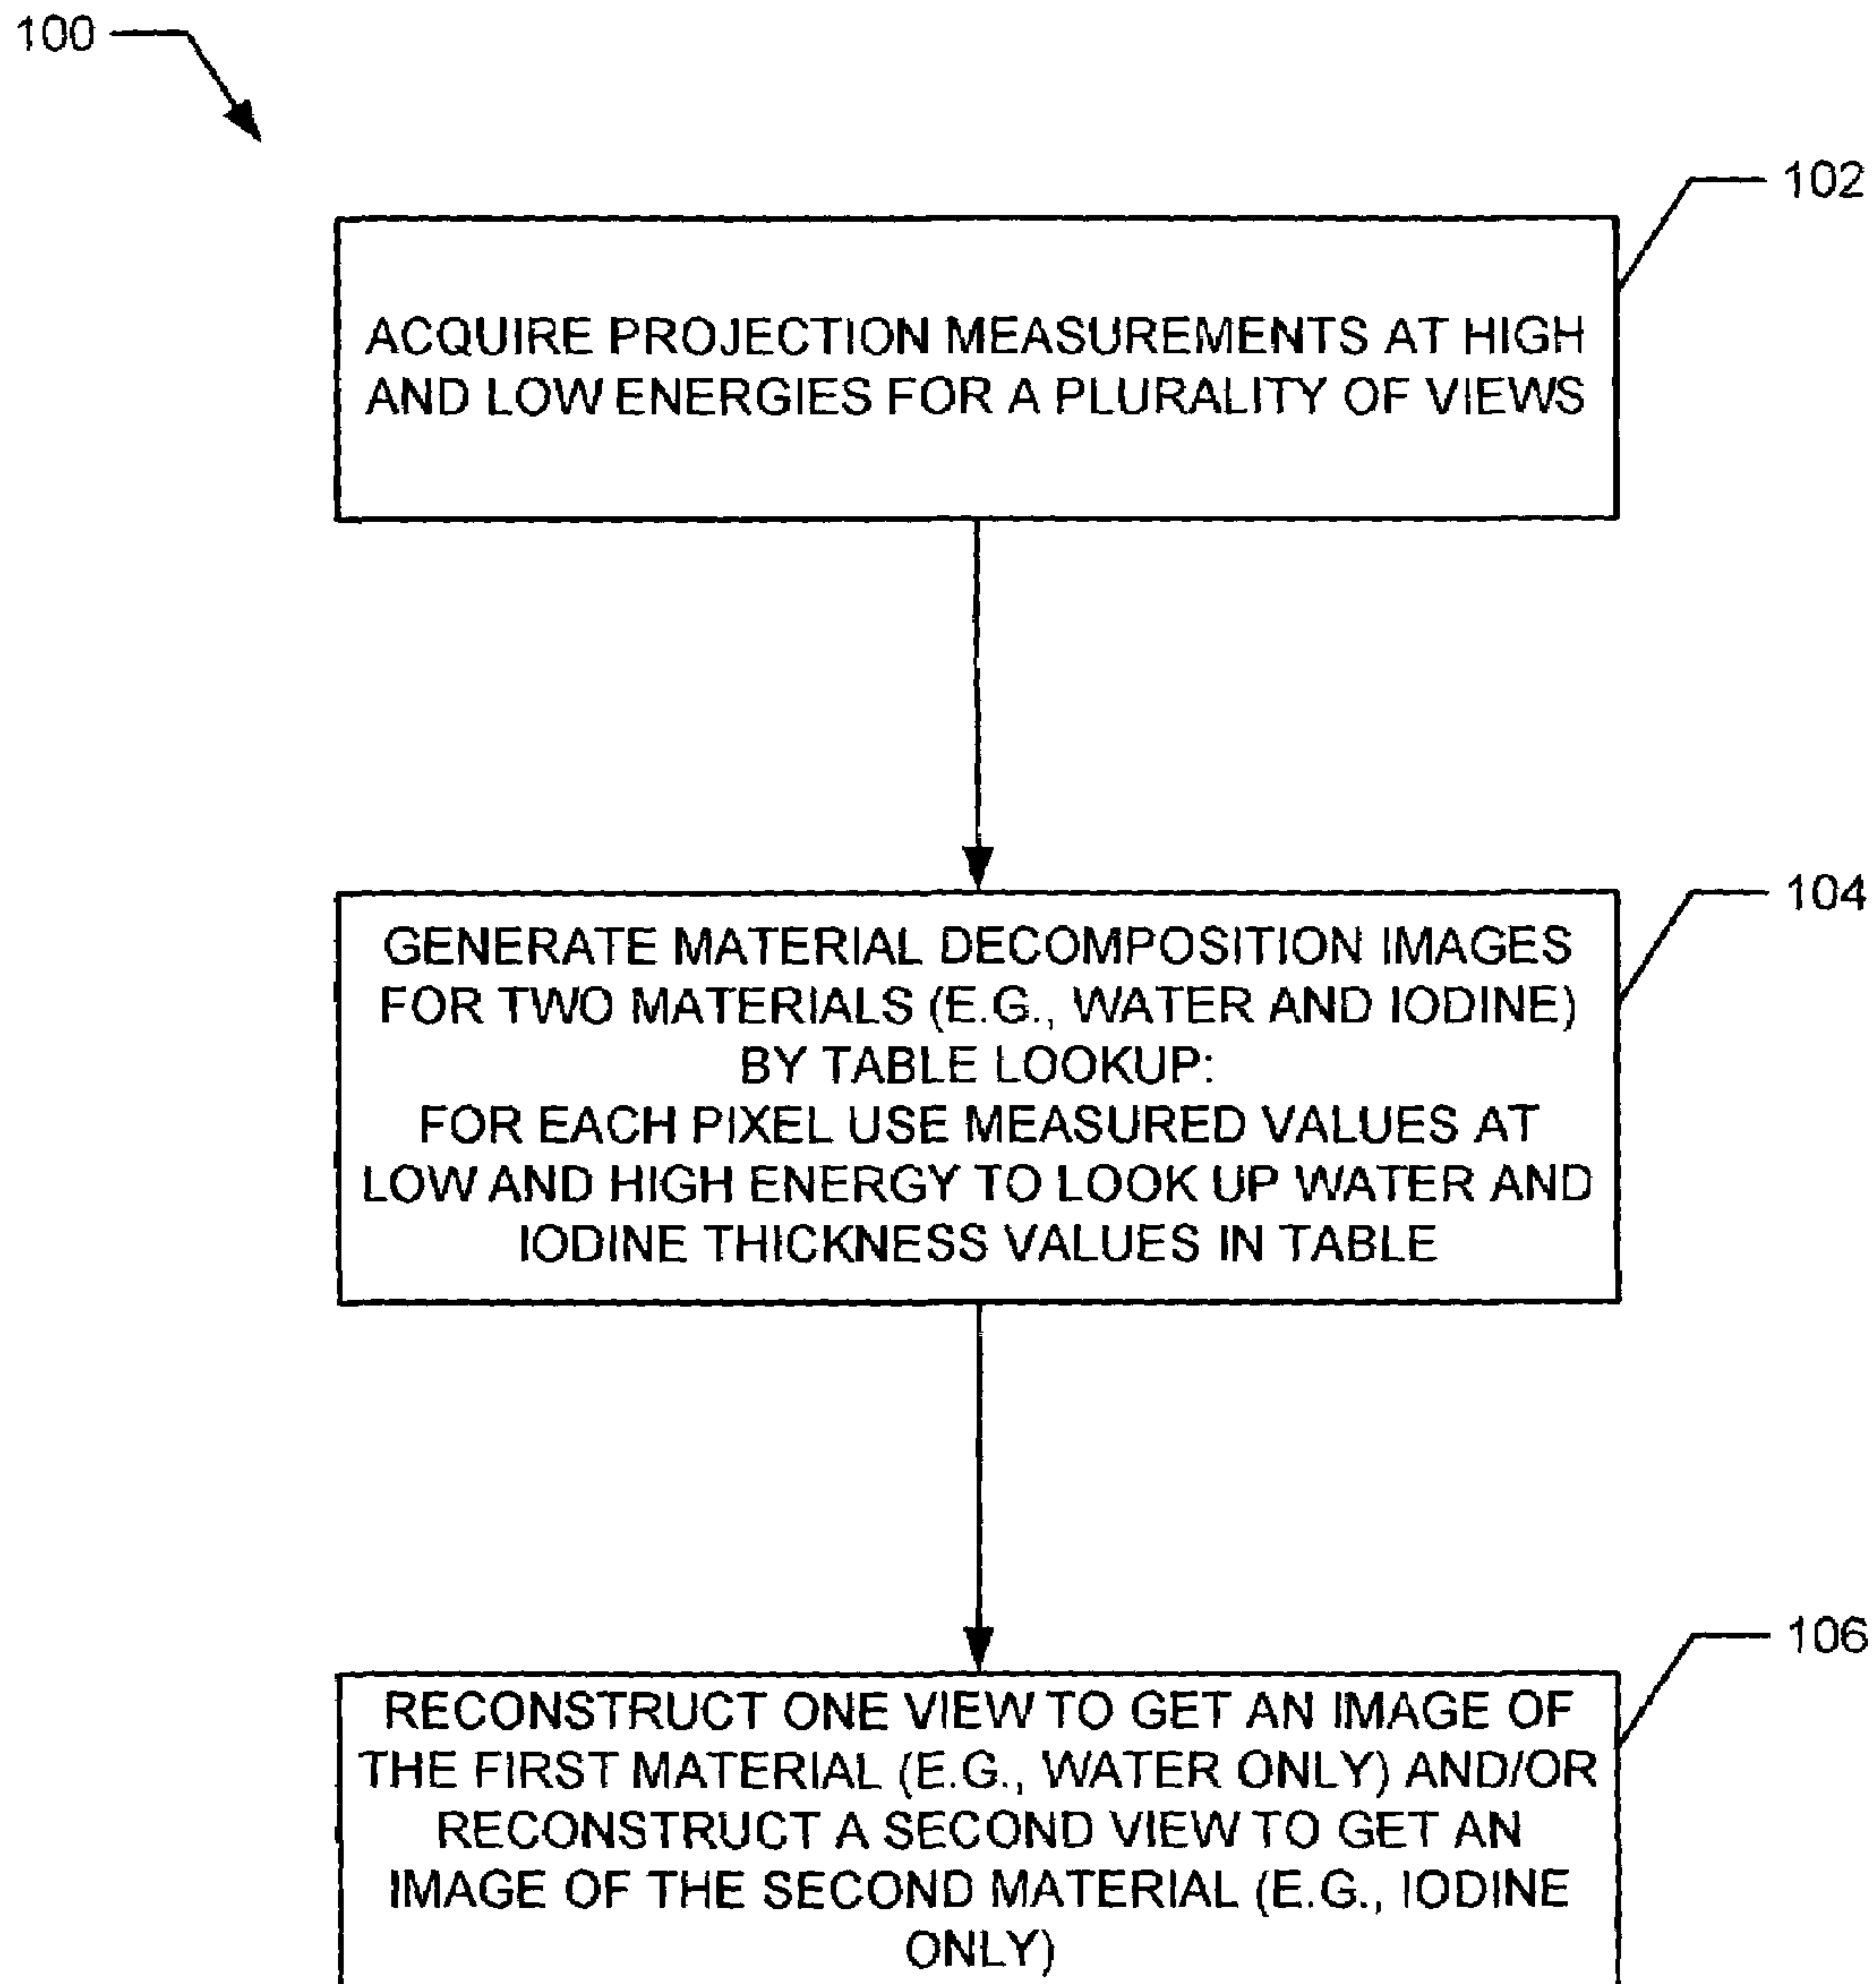 100
102
ACQUIRE PROJECTION MEASUREMENTS AT HIGH
AND LOW ENERGIES FOR A PLURALITY OF VIEWS
104
GENERATE MATERIAL DECOMPOSITION IMAGES
FOR TWO MATERIALS (E.G., WATER AND IODINE)
BY TABLE LOOKUP:
FOR EACH PIXEL USE MEASURED VALUES AT
LOW AND HIGH ENERGY TO LOOK UP WATER AND
IODINE THICKNESS VALUES IN TABLE
106
RECONSTRUCT ONE VIEW TO GET AN IMAGE OF
THE FIRST MATERIAL (E.G., WATER ONLY) AND/OR
RECONSTRUCT A SECOND VIEW TO GET AN
IMAGE OF THE SECOND MATERIAL (E.G., IODINE
ONLY)